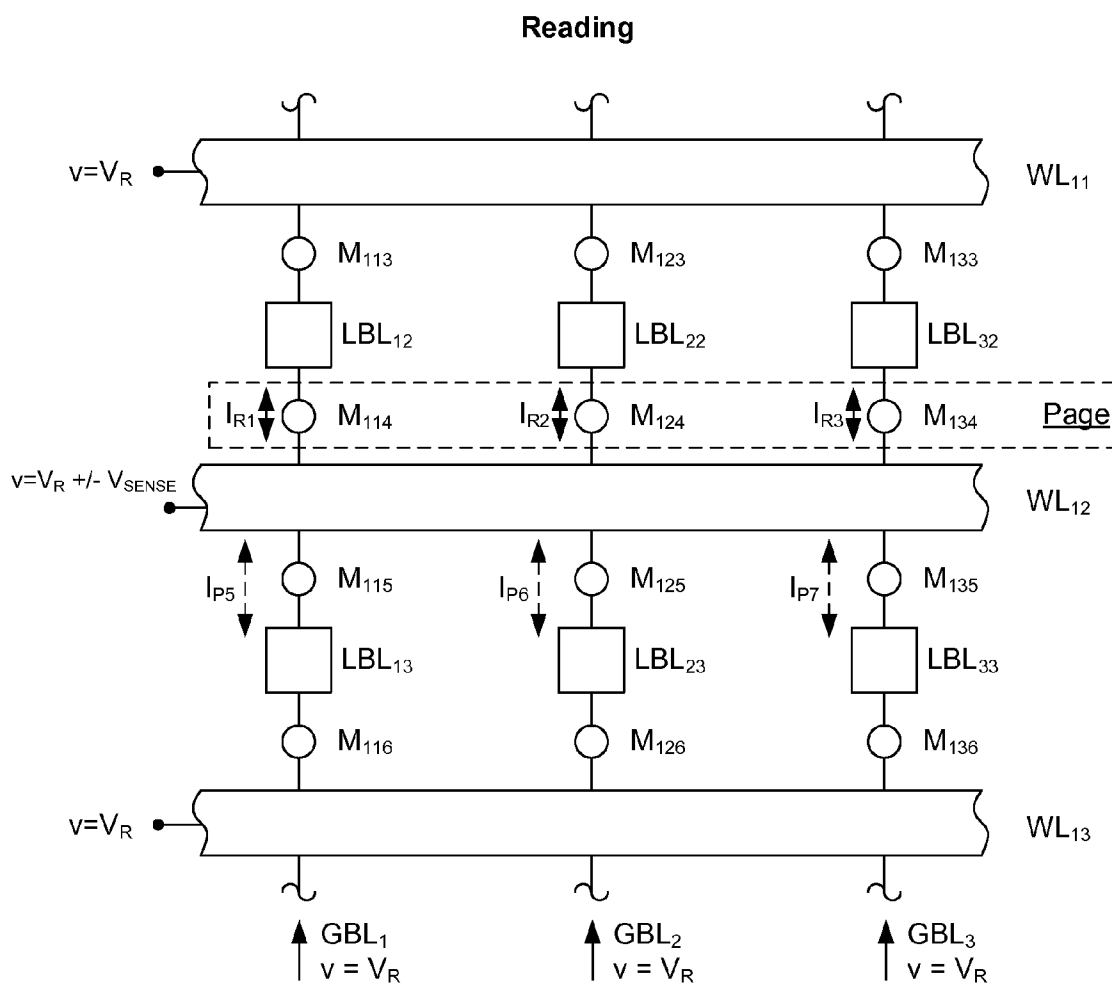 Reading
v=V_R WL_11
M_113 M_123 M_133
LBL_12 LBL_22 LBL_32
I_R1 M_114 I_R2 M_124 I_R3 M_134 Page
v=V_R +/- V_SENSE WL_12
I_P5 M_115 I_P6 M_125 I_P7 M_135
LBL_13 LBL_23 LBL_33
M_116 M_126 M_136
v=V_R WL_13
GBL_1 GBL_2 GBL_3
v = V_R v = V_R v = V_R